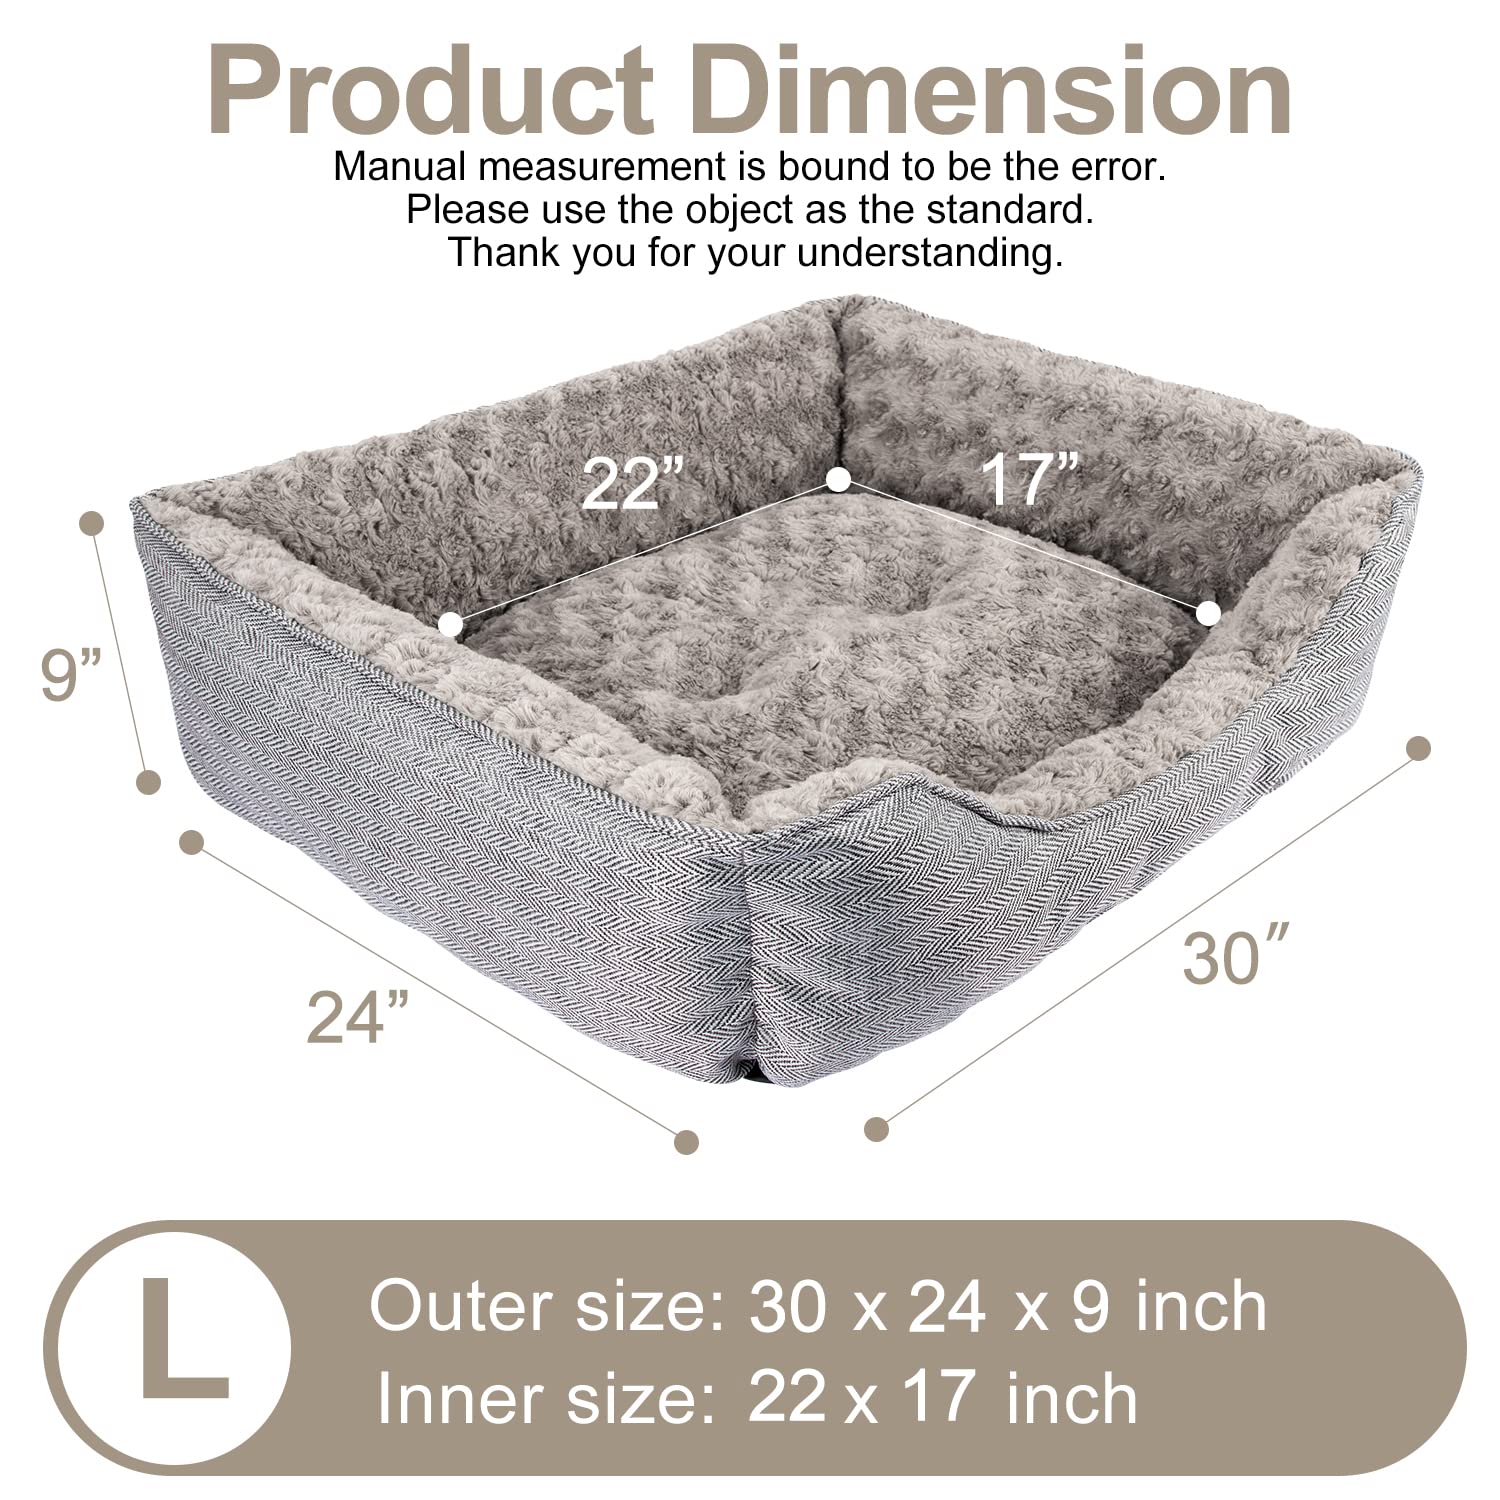 Product Dimension
Manual measurement is bound to be the error.
Please use the object as the standard.
Thank you for your understanding.
22”
17”
9”
24”
30″
L
Outer size: 30 x 24 x 9 inch
Inner size: 22 x 17 inch